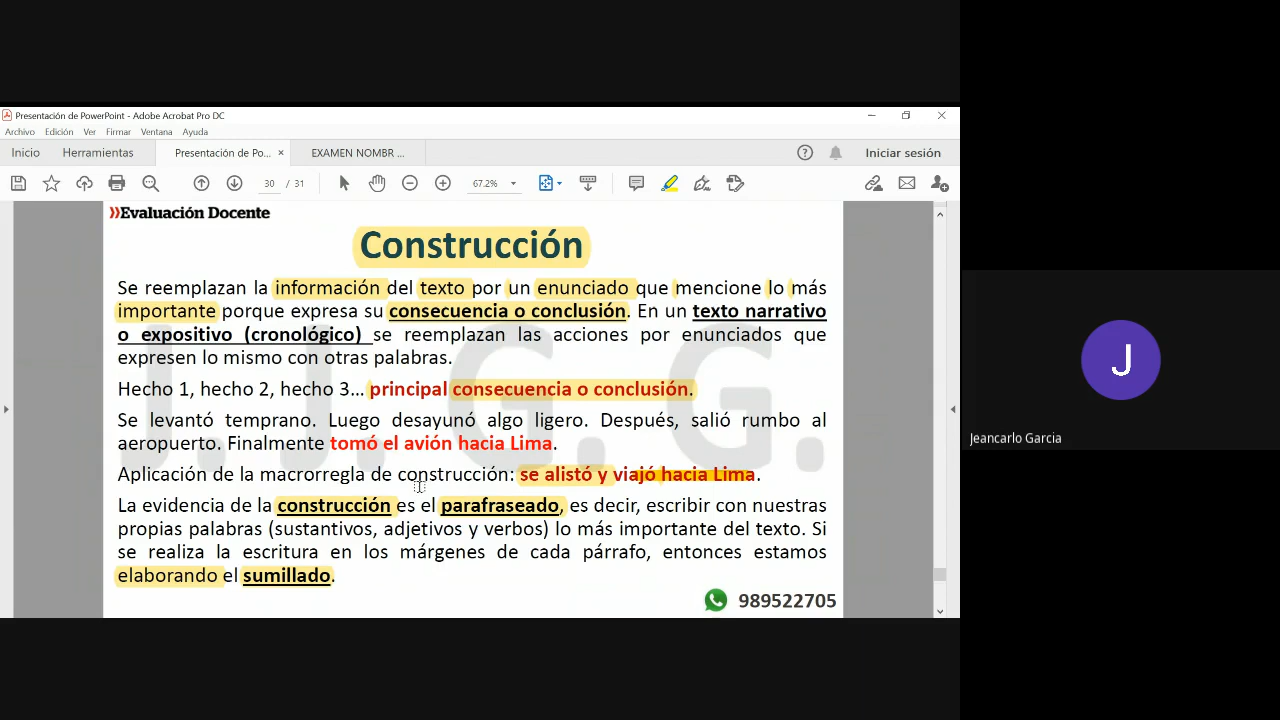 Presentación de PowerPoint - Adobe Acrobat Pro DC
Archivo Edición Ver Firmar Ventana Ayuda
Inicio Herramientas Presentación de Po... × EXAMEN NOMBR ... Iniciar sesión
30 / 31 67.2%
»Evaluación Docente
Construcción
Se reemplazan la información del texto por un enunciado que mencione lo más
importante porque expresa su consecuencia o conclusión. En un texto narrativo
o expositivo (cronológico) se reemplazan las acciones por enunciados que
expresen lo mismo con otras palabras.
Hecho 1, hecho 2, hecho 3... principal consecuencia o conclusión.
Se levantó temprano. Luego desayunó algo ligero. Después, salió rumbo al
aeropuerto. Finalmente tomó el avión hacia Lima.
Aplicación de la macrorregla de construcción: se alistó y viajó hacia Lima.
La evidencia de la construcción es el parafraseado, es decir, escribir con nuestras
propias palabras (sustantivos, adjetivos y verbos) lo más importante del texto. Si
se realiza la escritura en los márgenes de cada párrafo, entonces estamos
elaborando el sumillado.
989522705
J. J. G. G.
J
Jeancarlo Garcia